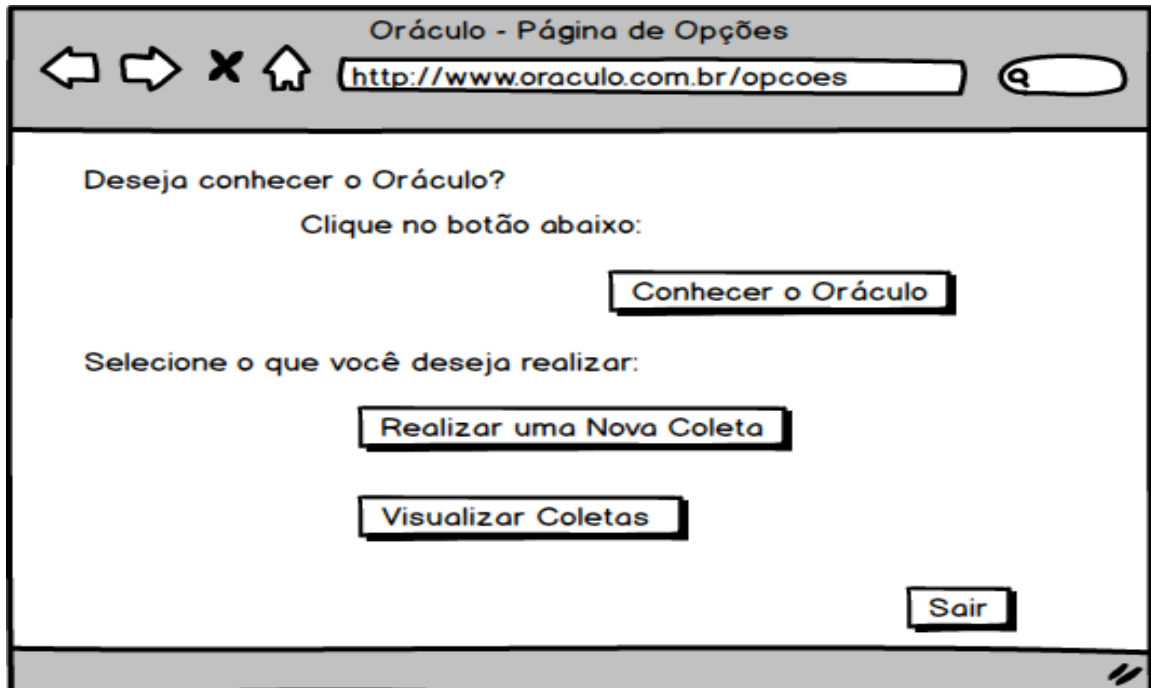 Oráculo - Página de Opções
http://www.oraculo.com.br/opcoes
Deseja conhecer o Oráculo?
Clique no botão abaixo:
Conhecer o Oráculo
Selecione o que você deseja realizar:
Realizar uma Nova Coleta
Visualizar Coletas
Sair